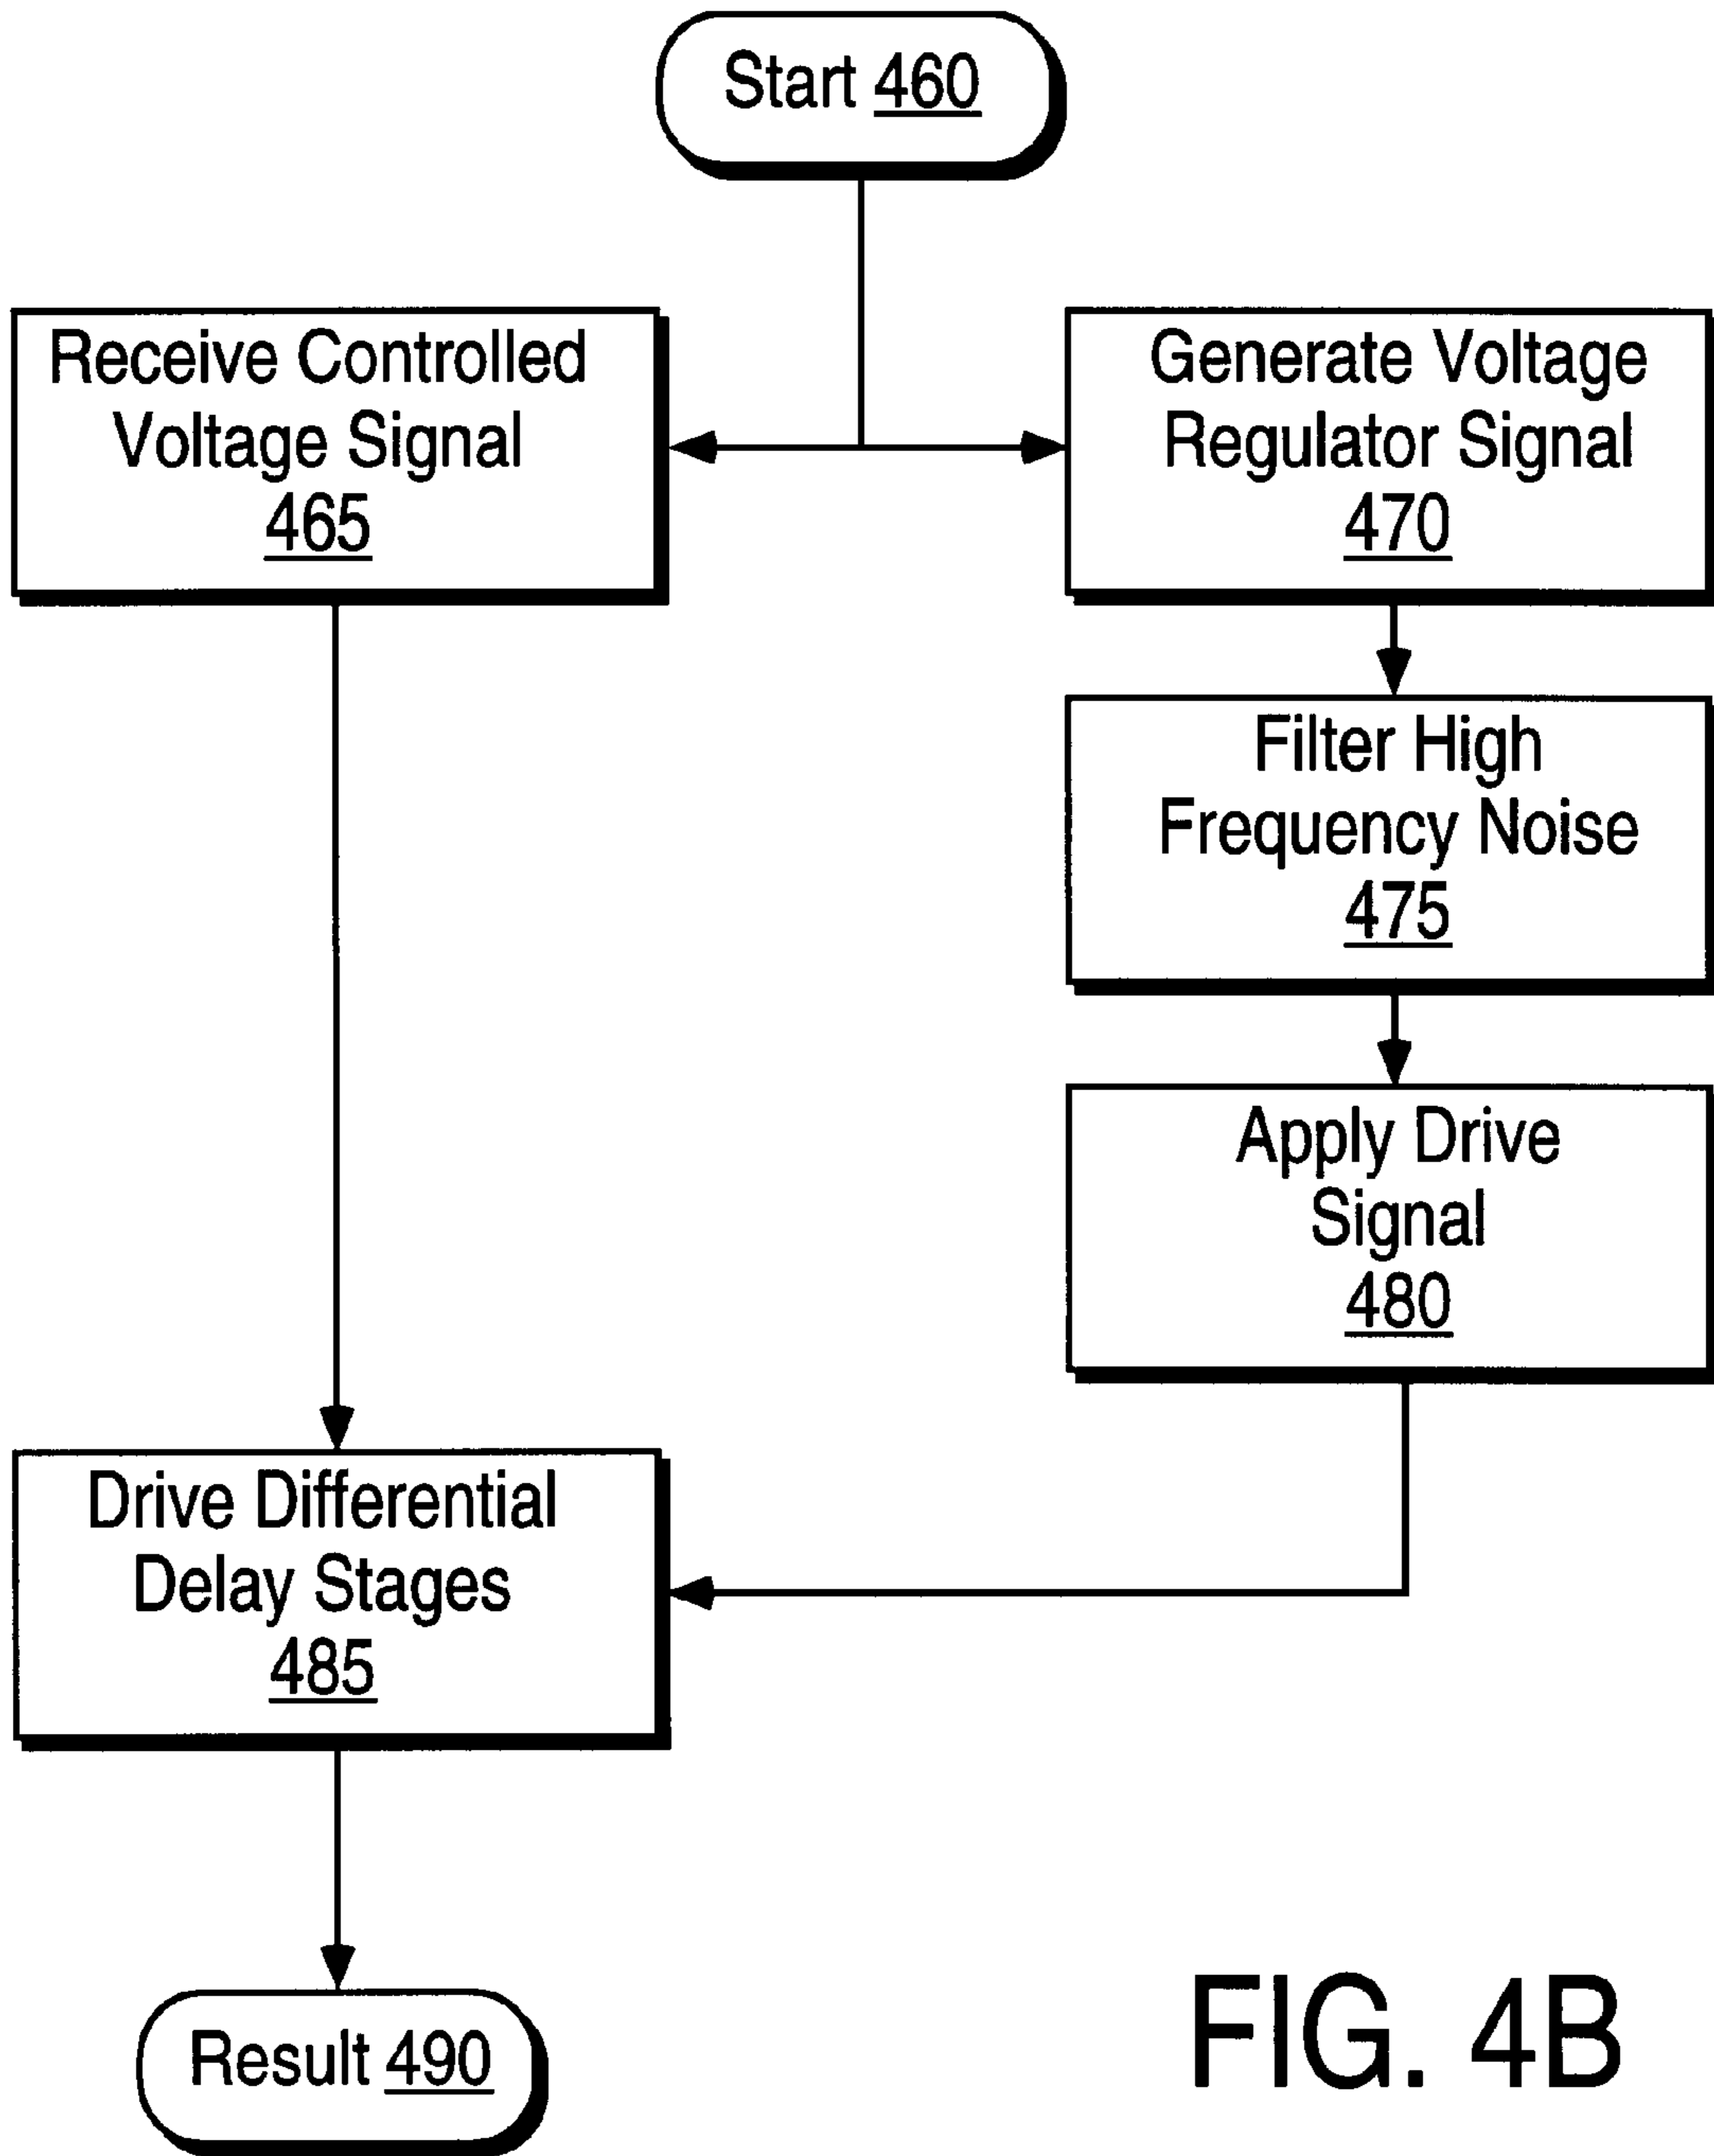 Start 460
Receive Controlled
Voltage Signal
465
Generate Voltage
Regulator Signal
470
Filter High
Frequency Noise
475
Apply Drive
Signal
480
Drive Differential
Delay Stages
485
Result 490
FIG. 4B